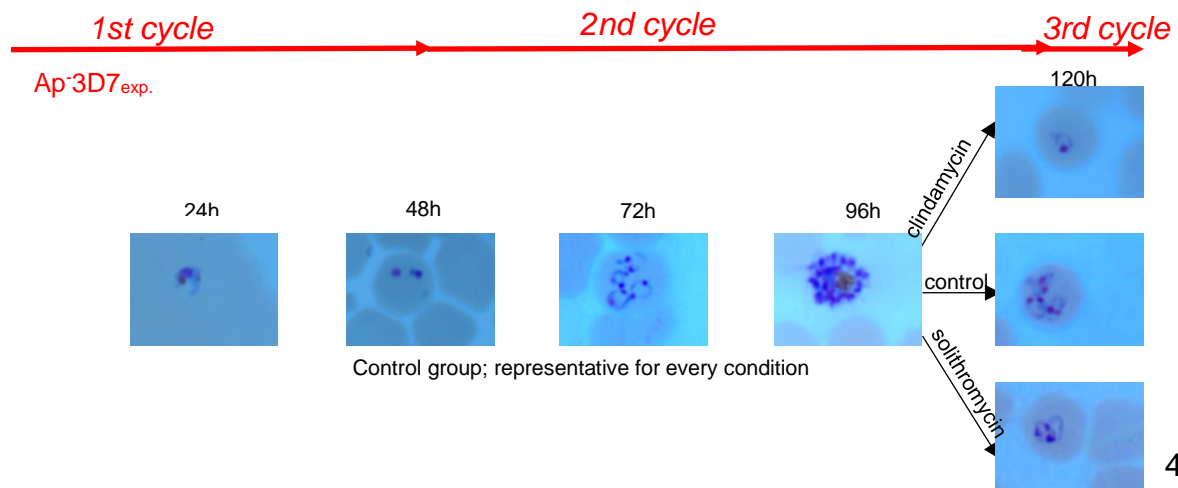 1st cycle
2nd cycle
3rd cycle
Ap-3D7exp.
120h
clindamycin
24h
48h
72h
96h
control
Control group; representative for every condition
solithromycin
4